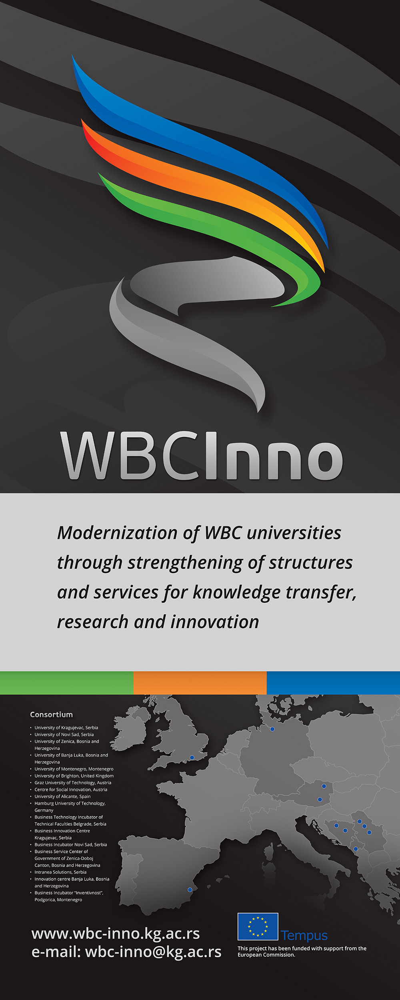 WBCInno
Modernization of WBC universities
through strengthening of structures
and services for knowledge transfer,
research and innovation
Consortium
• University of Kragujevac, Serbia
• University of Novi Sad, Serbia
• University of Zenica, Bosnia and
Herzegovina
• University of Banja Luka, Bosnia and
Herzegovina
• University of Montenegro, Montenegro
• University of Brighton, United Kingdom
• Graz University of Technology, Austria
• Centre for Social Innovation, Austria
• University of Alicante, Spain
• Hamburg University of Technology,
Germany
• Business Technology Incubator of
Technical Faculties Belgrade, Serbia
• Business Innovation Centre
Kragujevac, Serbia
• Business Incubator Novi Sad, Serbia
• Business Service Center of
Government of Zenica-Doboj
Canton, Bosnia and Herzegovina
• Intranea Solutions, Serbia
• Innovation centre Banja Luka, Bosnia
and Herzegovina
• Business Incubator “Inventivnost”,
Podgorica, Montenegro
www.wbc-inno.kg.ac.rs
e-mail: wbc-inno@kg.ac.rs
Tempus
This project has been funded with support from the
European Commission.